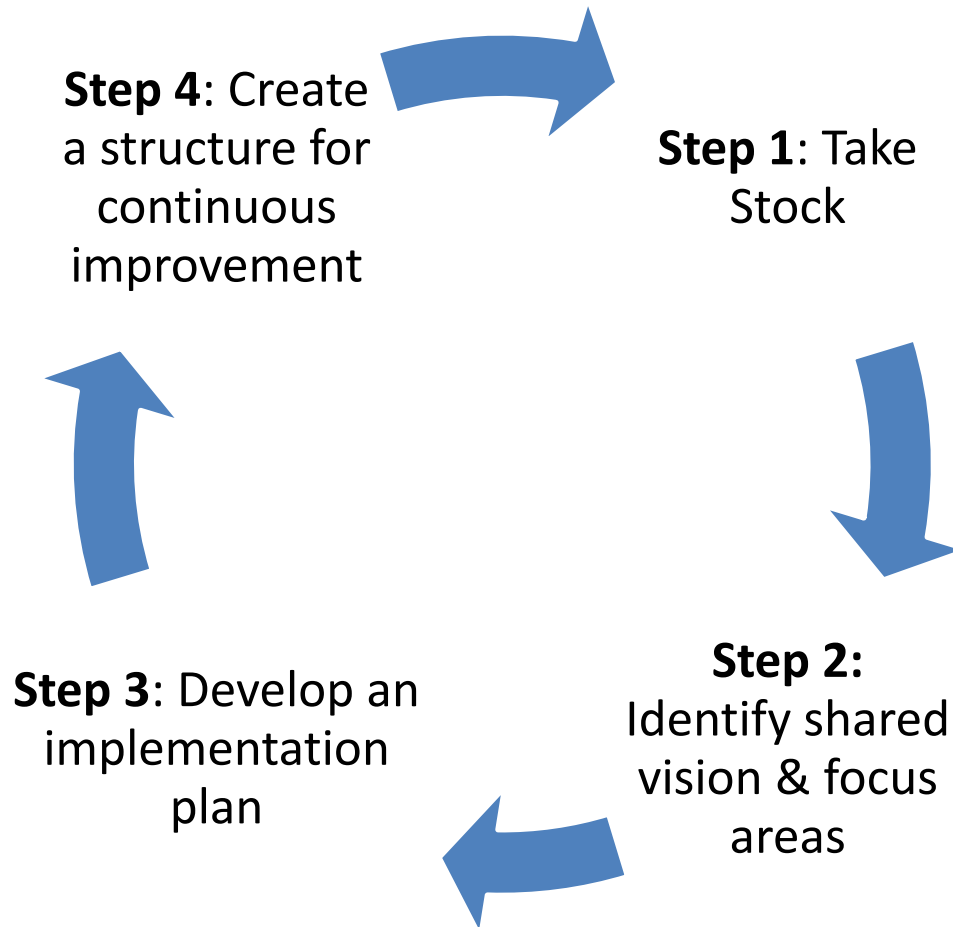 Step 1: Take
Stock
Step 2:
Identify shared
vision & focus
areas
Step 3: Develop an
implementation
plan
Step 4: Create
a structure for
continuous
improvement